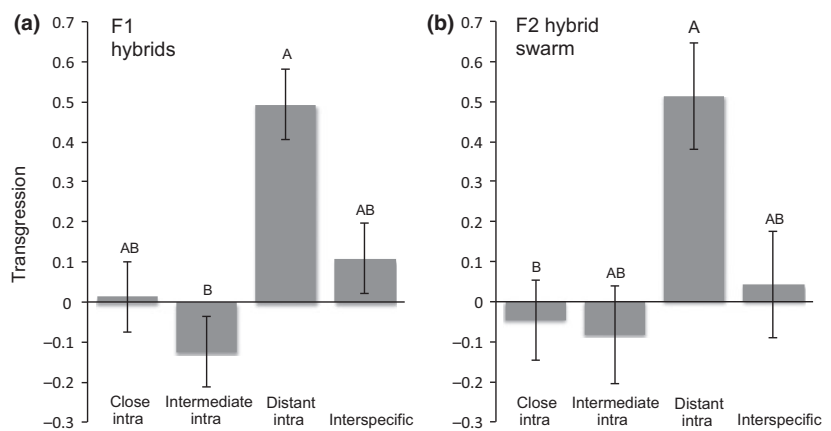 (a)
F1
hybrids
Transgression
0.7
0.6
0.5
0.4
0.3
0.2
0.1
0
–0.1
–0.2
–0.3
AB
B
A
AB
Close
intra
Intermediate
intra
Distant
intra
Interspecific
(b)
F2 hybrid
swarm
0.7
0.6
0.5
0.4
0.3
0.2
0.1
0
–0.1
–0.2
–0.3
B
AB
A
AB
Close
intra
Intermediate
intra
Distant
intra
Interspecific